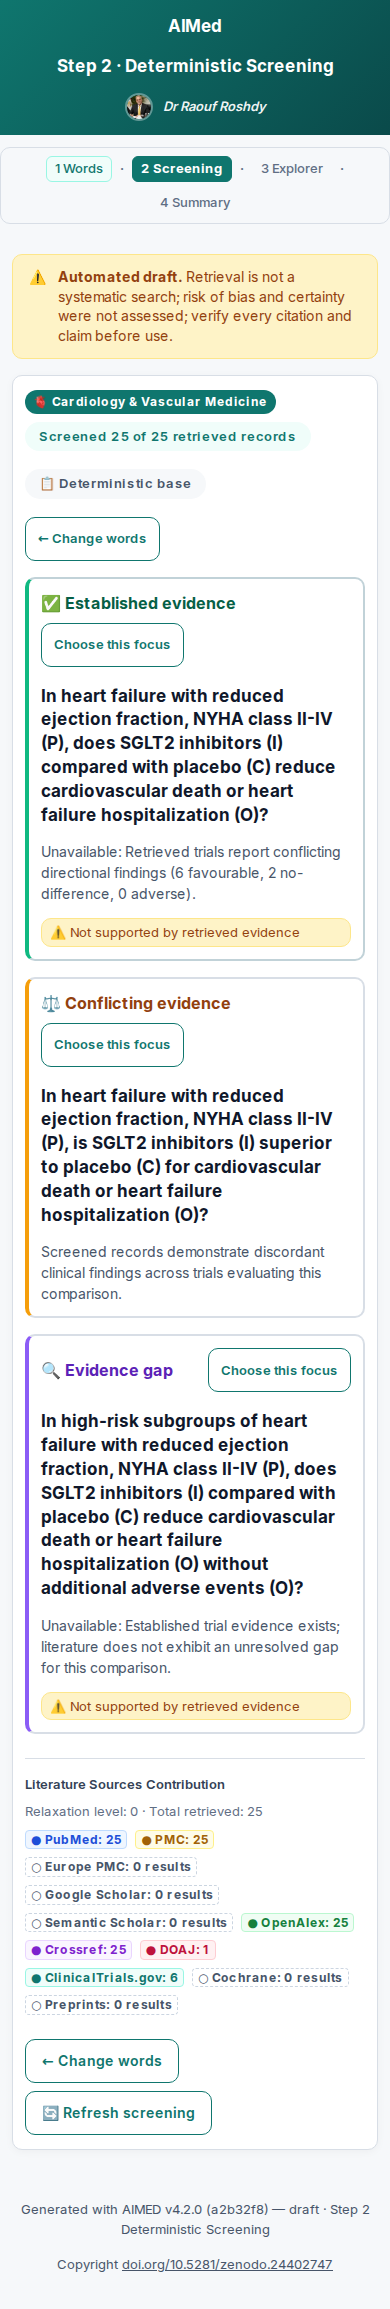 AIMed
Step 2 · Deterministic Screening
Dr Raouf Roshdy
1 Words · 2 Screening · 3 Explorer ·
4 Summary
⚠️ Automated draft. Retrieval is not a
systematic search; risk of bias and certainty
were not assessed; verify every citation and
claim before use.
🫀 Cardiology & Vascular Medicine
Screened 25 of 25 retrieved records
📋 Deterministic base
← Change words
✅ Established evidence
Choose this focus
In heart failure with reduced
ejection fraction, NYHA class II-IV
(P), does SGLT2 inhibitors (I)
compared with placebo (C) reduce
cardiovascular death or heart
failure hospitalization (O)?
Unavailable: Retrieved trials report conflicting
directional findings (6 favourable, 2 no-
difference, 0 adverse).
⚠️ Not supported by retrieved evidence
⚖️ Conflicting evidence
Choose this focus
In heart failure with reduced
ejection fraction, NYHA class II-IV
(P), is SGLT2 inhibitors (I) superior
to placebo (C) for cardiovascular
death or heart failure
hospitalization (O)?
Screened records demonstrate discordant
clinical findings across trials evaluating this
comparison.
🔍 Evidence gap
Choose this focus
In high-risk subgroups of heart
failure with reduced ejection
fraction, NYHA class II-IV (P), does
SGLT2 inhibitors (I) compared with
placebo (C) reduce cardiovascular
death or heart failure
hospitalization (O) without
additional adverse events (O)?
Unavailable: Established trial evidence exists;
literature does not exhibit an unresolved gap
for this comparison.
⚠️ Not supported by retrieved evidence
Literature Sources Contribution
Relaxation level: 0 · Total retrieved: 25
● PubMed: 25 ● PMC: 25
○ Europe PMC: 0 results
○ Google Scholar: 0 results
○ Semantic Scholar: 0 results ● OpenAlex: 25
● Crossref: 25 ● DOAJ: 1
● ClinicalTrials.gov: 6 ○ Cochrane: 0 results
○ Preprints: 0 results
← Change words
🔄 Refresh screening
Generated with AIMED v4.2.0 (a2b32f8) — draft · Step 2
Deterministic Screening
Copyright doi.org/10.5281/zenodo.24402747